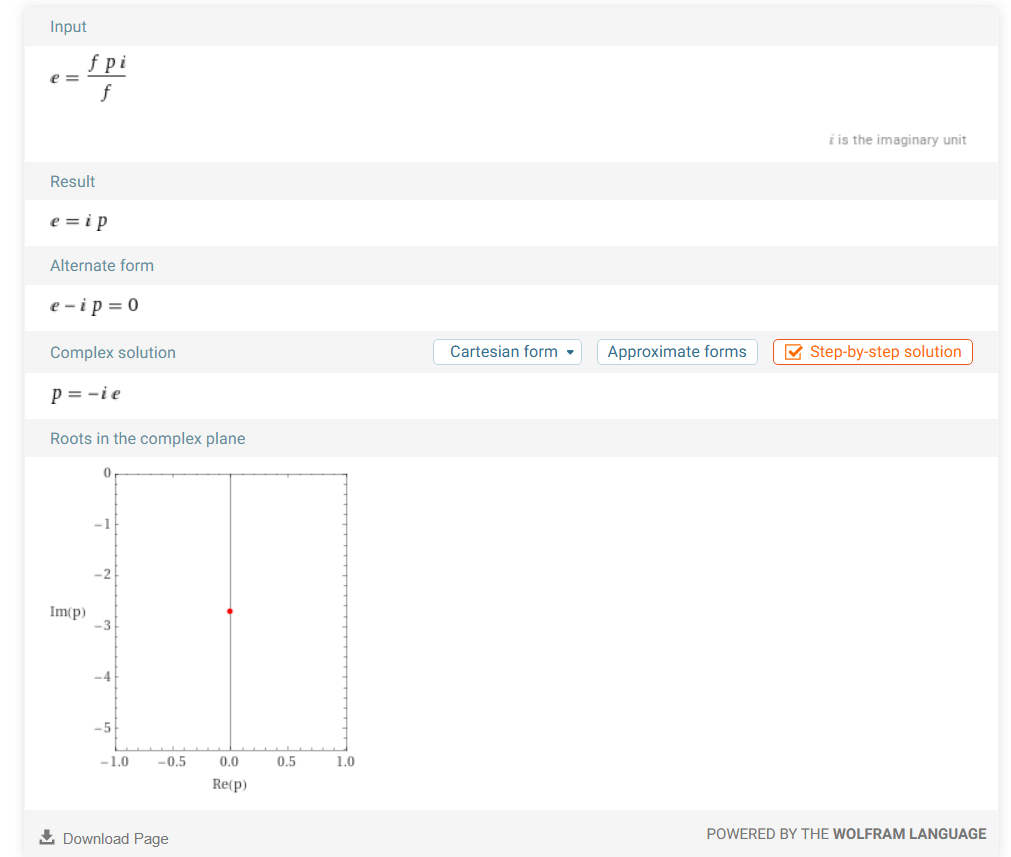 Input
e = f p i / f
i is the imaginary unit
Result
e = i p
Alternate form
e − i p = 0
Complex solution
Cartesian form
Approximate forms
Step-by-step solution
p = −i e
Roots in the complex plane
0
−1
−2
Im(p)
−3
−4
−5
−1.0 −0.5 0.0 0.5 1.0
Re(p)
Download Page
POWERED BY THE WOLFRAM LANGUAGE